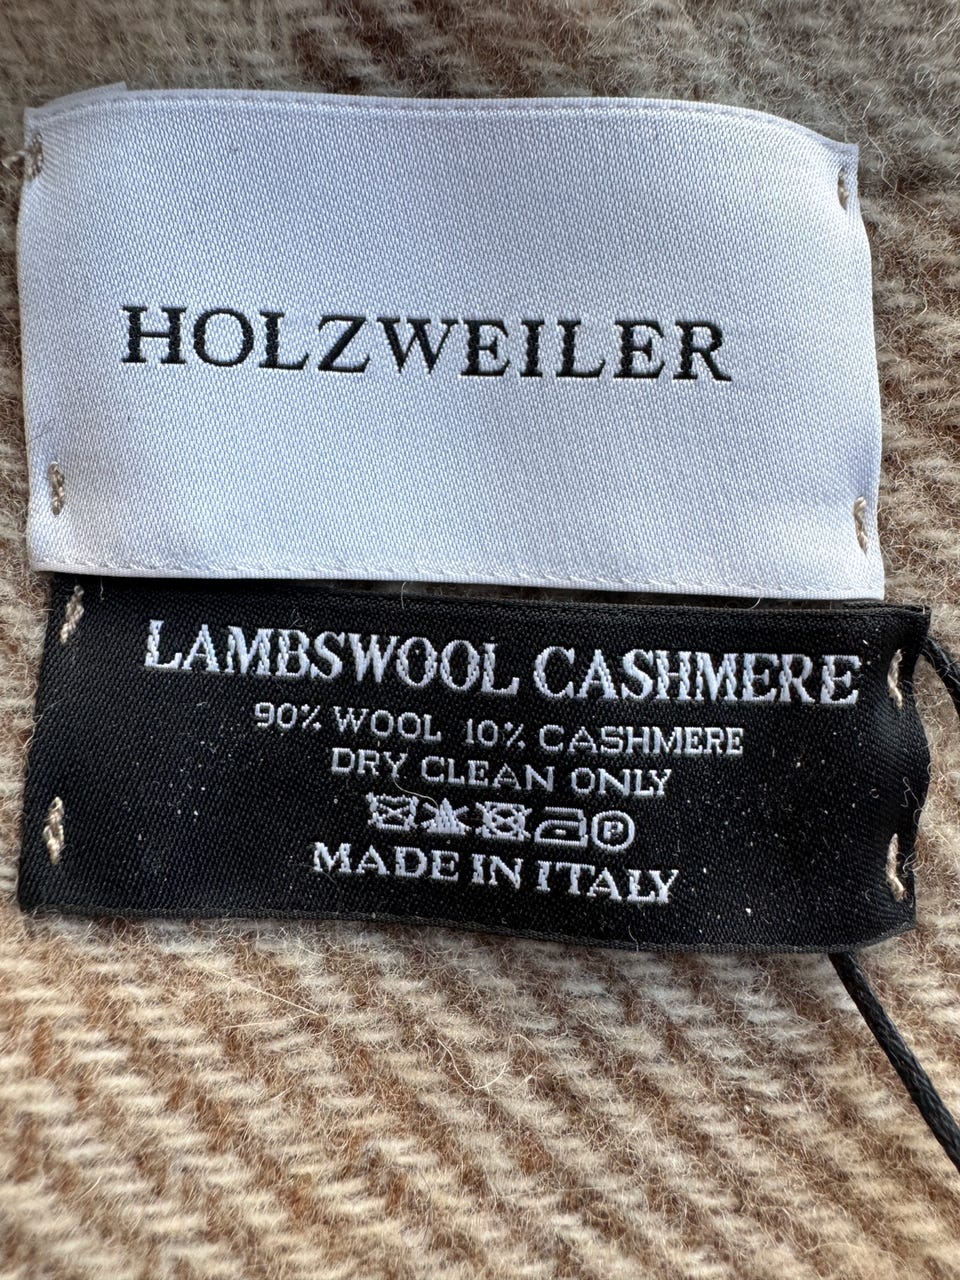 HOLZWEILER
LAMBSWOOL CASHMERE
90% WOOL 10% CASHMERE
DRY CLEAN ONLY
P
MADE IN ITALY